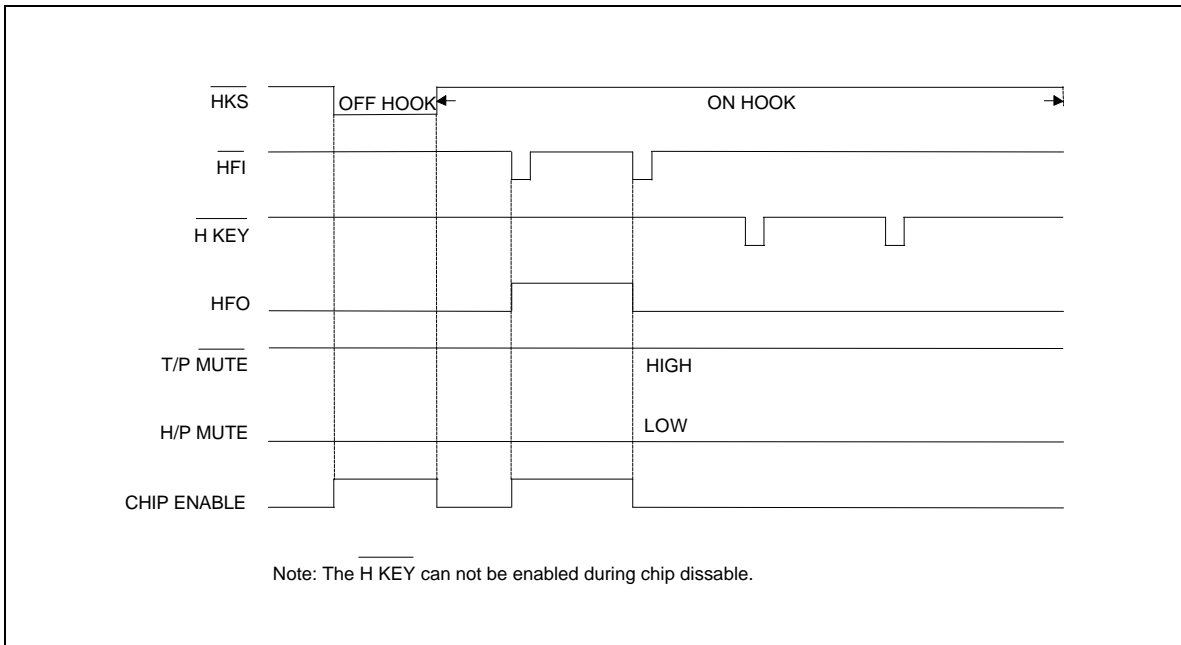 HKS
OFF HOOK
ON HOOK
HFI
H KEY
HFO
T/P MUTE
HIGH
H/P MUTE
LOW
CHIP ENABLE
Note: The H KEY can not be enabled during chip dissable.